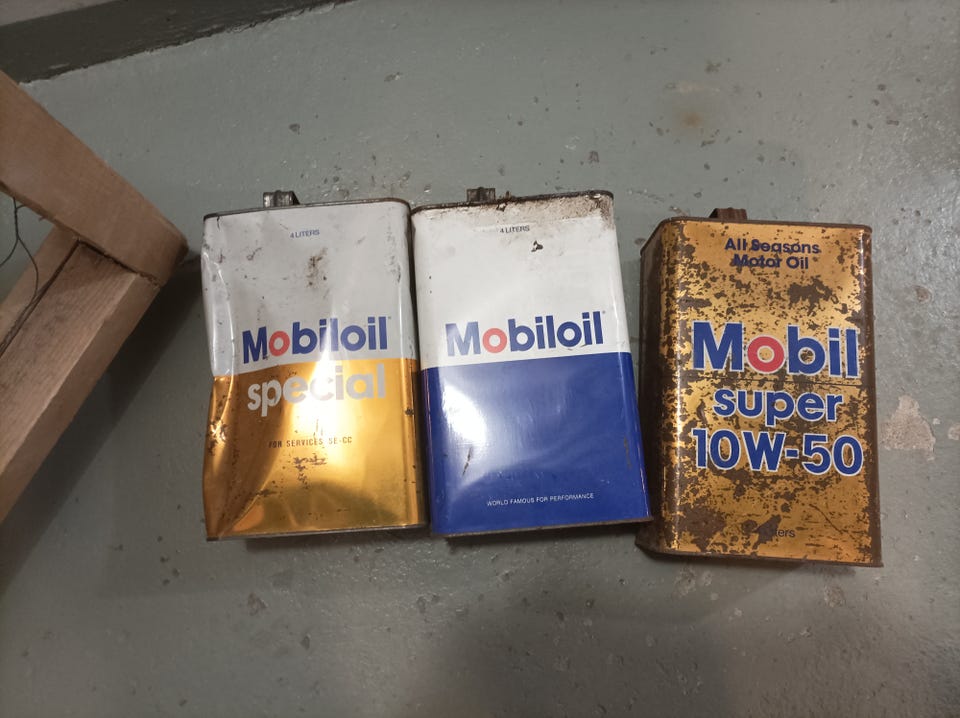 4 LITERS
Mobiloil
special
FOR SERVICES SE-CC
4 LITERS
Mobiloil
WORLD FAMOUS FOR PERFORMANCE
All Seasons
Motor Oil
Mobil
super
10W-50